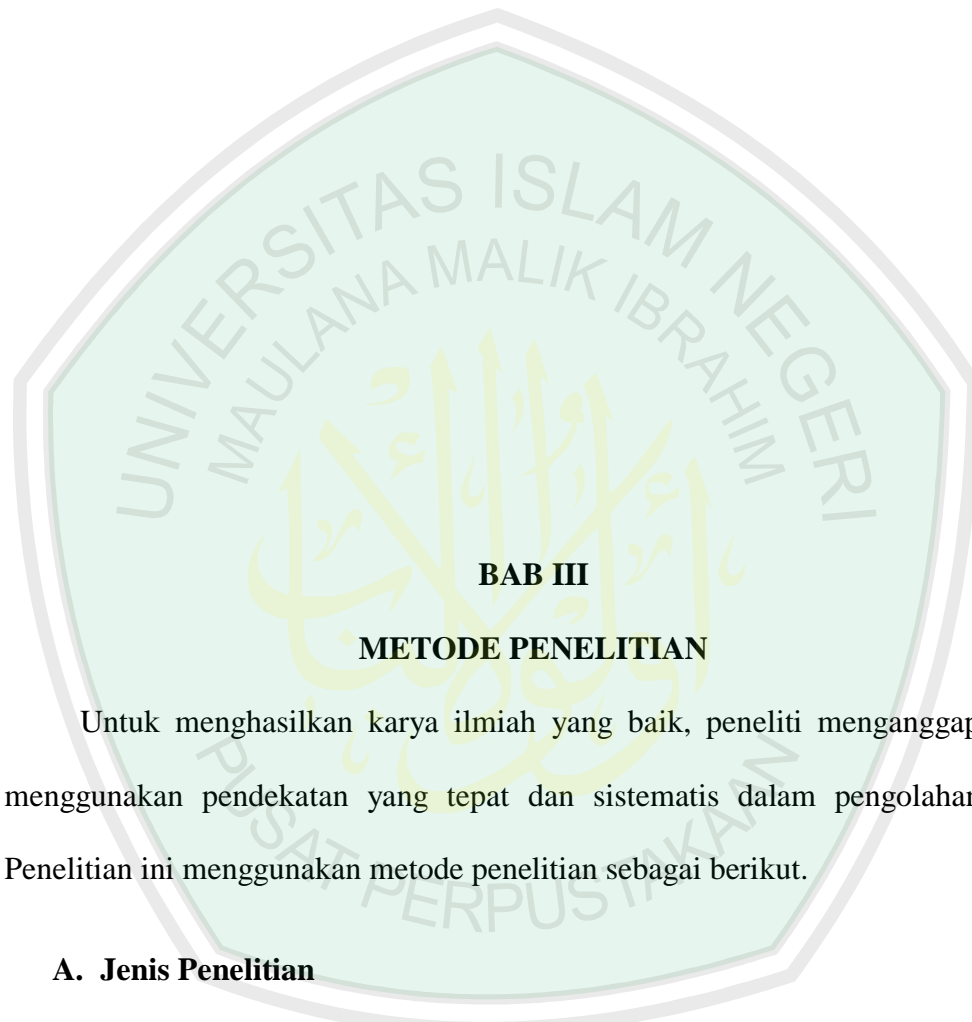 UNIVERSITAS ISLAM NEGERI
MAULANA MALIK IBRAHIM
BAB III
METODE PENELITIAN
Untuk menghasilkan karya ilmiah yang baik, peneliti menganggap
menggunakan pendekatan yang tepat dan sistematis dalam pengolahan
Penelitian ini menggunakan metode penelitian sebagai berikut.
PUSAT PERPUSTAKAAN
A. Jenis Penelitian